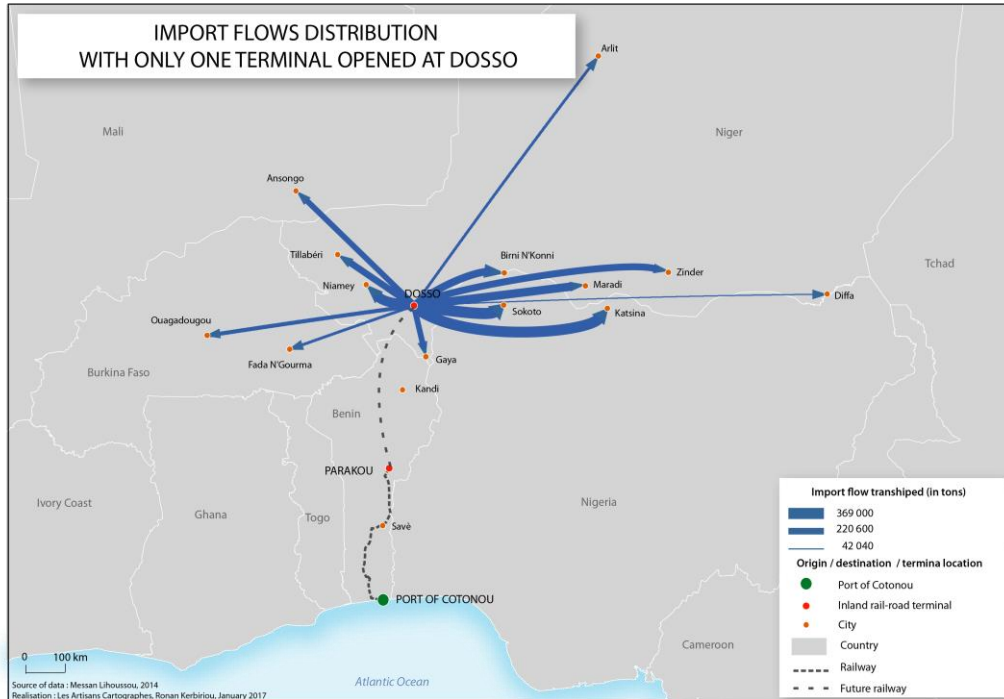 IMPORT FLOWS DISTRIBUTION
WITH ONLY ONE TERMINAL OPENED AT DOSSO
Arlit
Mali
Niger
Ansongo
Tchad
Tillabéri
Birni N'Konni
Zinder
Niamey
Maradi
DOSSO
Diffa
Sokoto
Katsina
Ouagadougou
Fada N'Gourma
Gaya
Burkina Faso
Kandi
Benin
PARAKOU
Ivory Coast
Ghana
Togo
Nigeria
Savè
PORT OF COTONOU
Cameroon
Atlantic Ocean
Import flow transhiped (in tons)
369 000
220 600
42 040
Origin / destination / termina location
Port of Cotonou
Inland rail-road terminal
City
Country
Railway
Future railway
0 100 km
Source of data : Messan Lihoussou, 2014
Realisation : Les Artisans Cartographes, Ronan Kerbiriou, January 2017